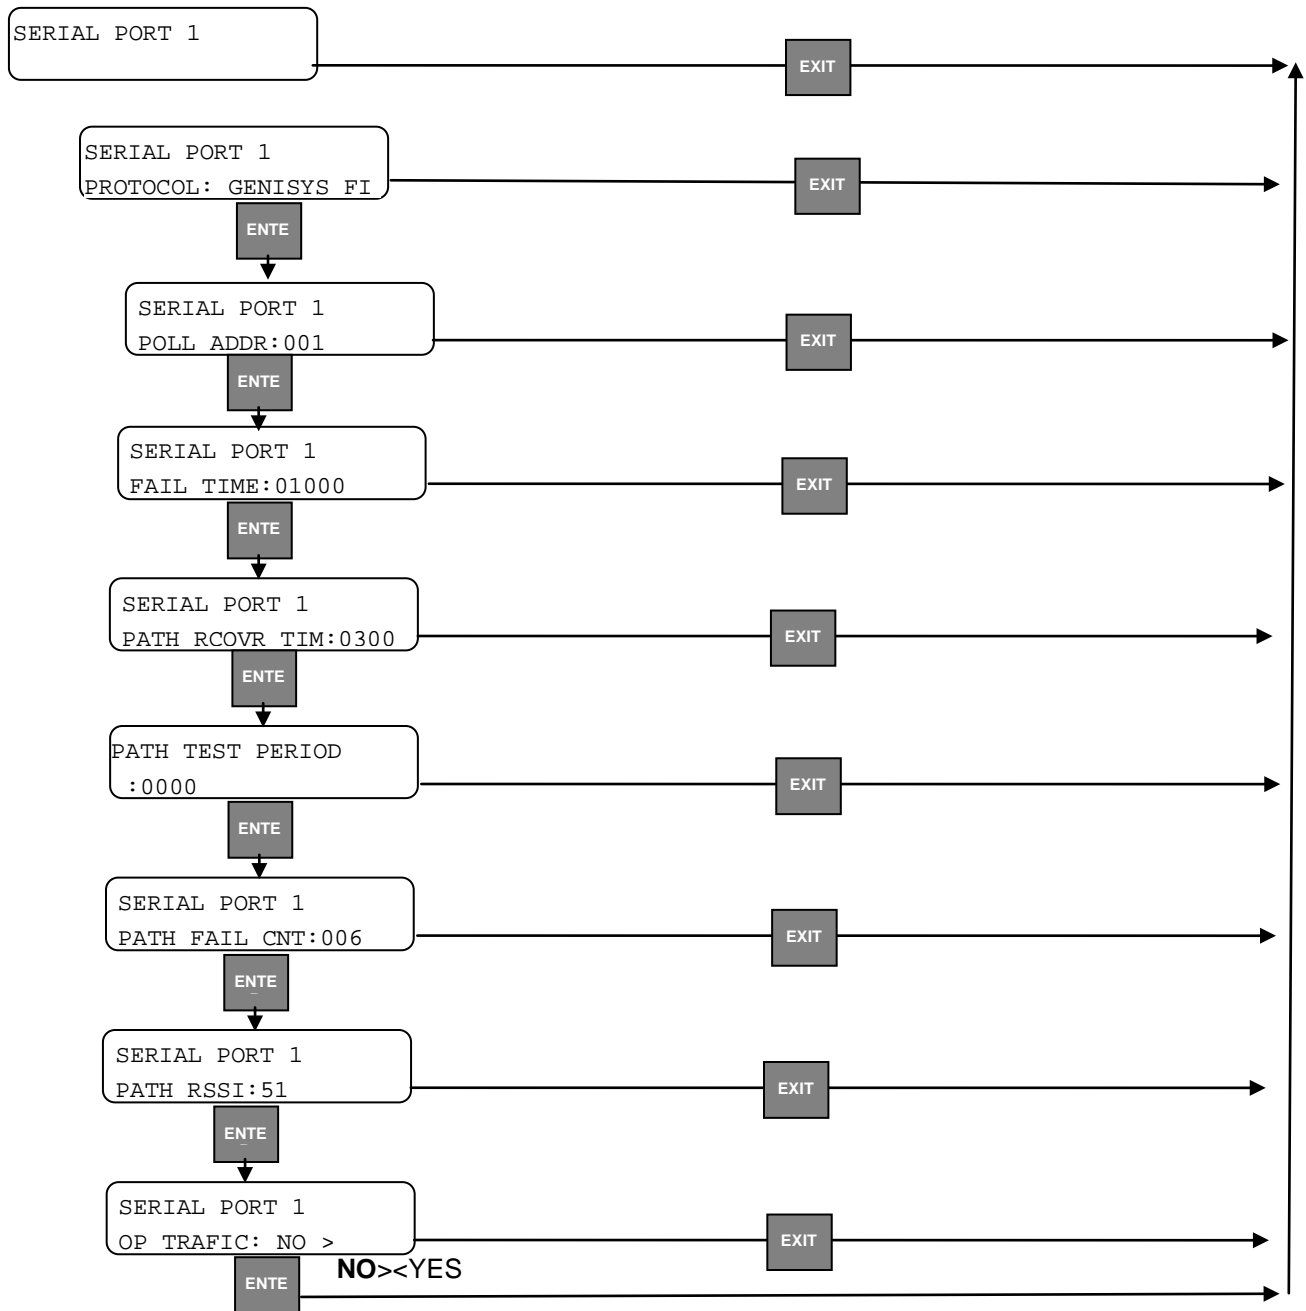 SERIAL PORT 1
EXIT
SERIAL PORT 1
PROTOCOL: GENISYS FI
EXIT
ENTE
SERIAL PORT 1
POLL ADDR:001
EXIT
ENTE
SERIAL PORT 1
FAIL TIME:01000
EXIT
ENTE
SERIAL PORT 1
PATH RCOVR TIM:0300
EXIT
ENTE
PATH TEST PERIOD
:0000
EXIT
ENTE
SERIAL PORT 1
PATH FAIL CNT:006
EXIT
ENTE
SERIAL PORT 1
PATH RSSI:51
EXIT
ENTE
SERIAL PORT 1
OP TRAFIC: NO >
EXIT
NO><YES
ENTE